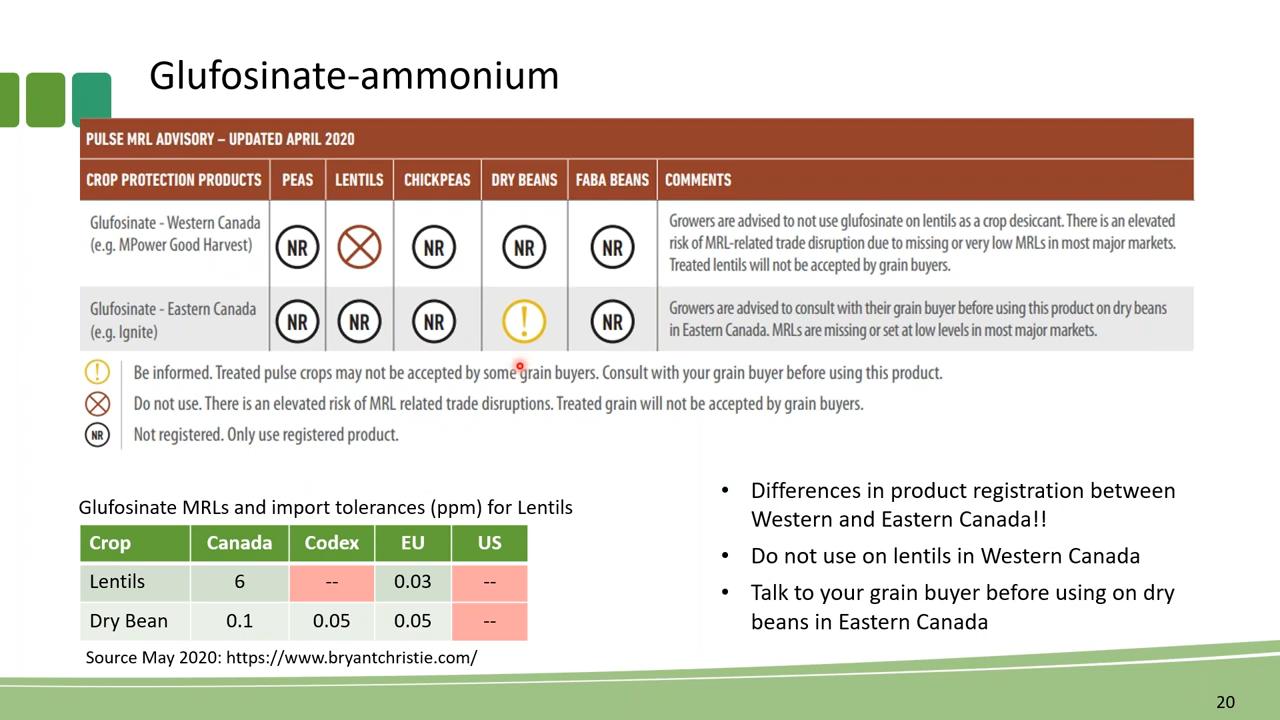 Glufosinate-ammonium
PULSE MRL ADVISORY – UPDATED APRIL 2020
CROP PROTECTION PRODUCTS PEAS LENTILS CHICKPEAS DRY BEANS FABA BEANS COMMENTS
Glufosinate - Western Canada
(e.g. MPower Good Harvest)
NR NR NR NR
Growers are advised to not use glufosinate on lentils as a crop desiccant. There is an elevated
risk of MRL-related trade disruption due to missing or very low MRLs in most major markets.
Treated lentils will not be accepted by grain buyers.
Glufosinate - Eastern Canada
(e.g. Ignite)
NR NR NR ! NR
Growers are advised to consult with their grain buyer before using this product on dry beans
in Eastern Canada. MRLs are missing or set at low levels in most major markets.
! Be informed. Treated pulse crops may not be accepted by some grain buyers. Consult with your grain buyer before using this product.
Do not use. There is an elevated risk of MRL related trade disruptions. Treated grain will not be accepted by grain buyers.
NR Not registered. Only use registered product.
Glufosinate MRLs and import tolerances (ppm) for Lentils
Crop Canada Codex EU US
Lentils 6 -- 0.03 --
Dry Bean 0.1 0.05 0.05 --
Source May 2020: https://www.bryantchristie.com/
• Differences in product registration between
Western and Eastern Canada!!
• Do not use on lentils in Western Canada
• Talk to your grain buyer before using on dry
beans in Eastern Canada
20